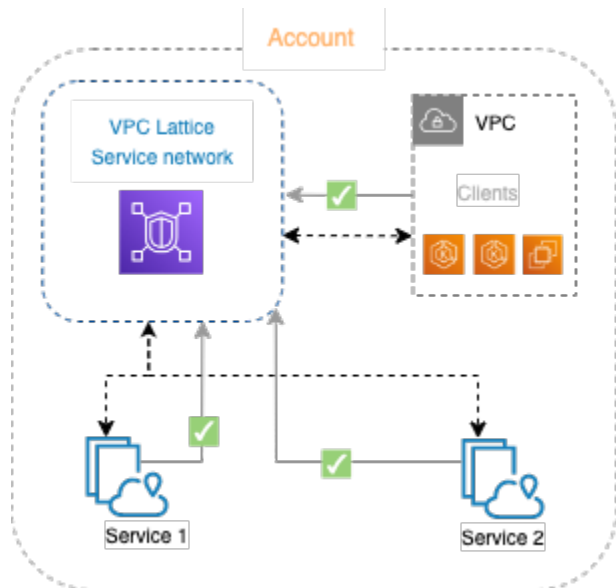 Account
VPC Lattice
Service network
VPC
Clients
Service 1
Service 2